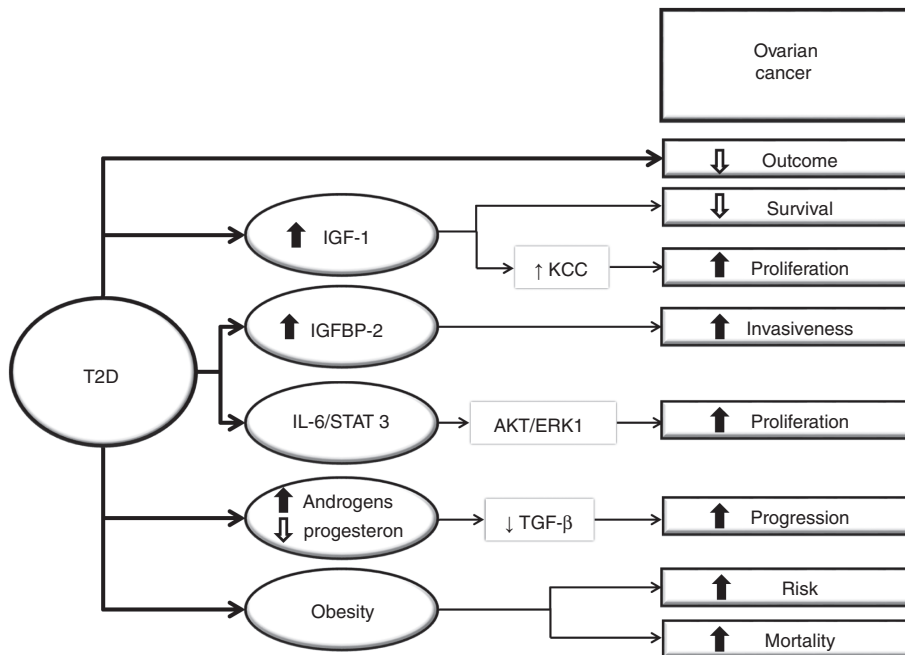 Ovarian
cancer
Outcome
IGF-1
Survival
↑ KCC
Proliferation
IGFBP-2
Invasiveness
T2D
IL-6/STAT 3
AKT/ERK1
Proliferation
Androgens
progesteron
↓ TGF-β
Progression
Obesity
Risk
Mortality